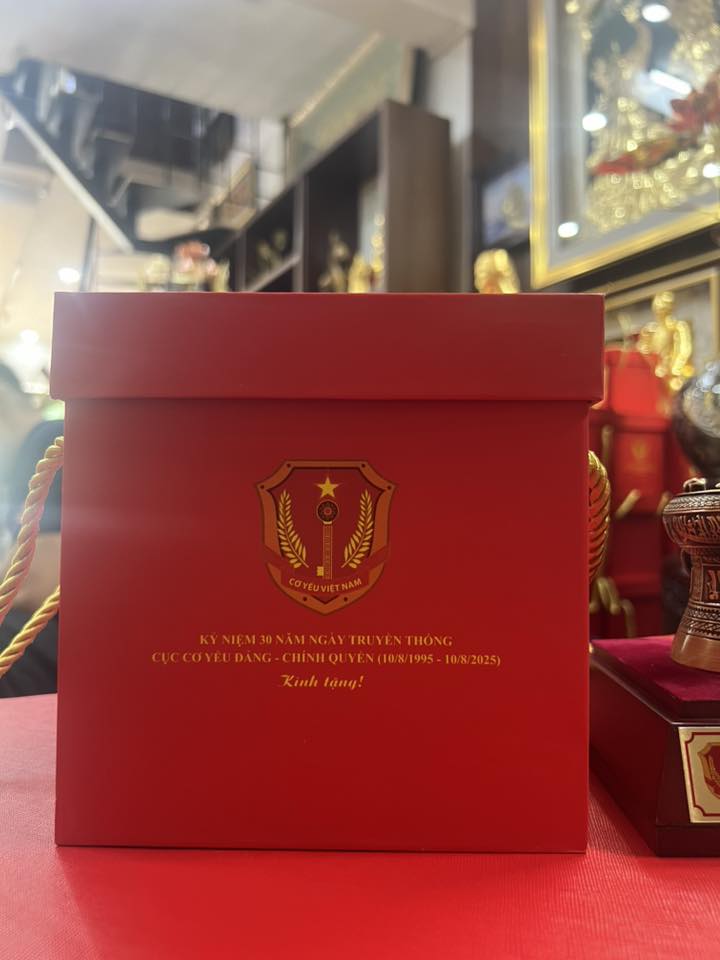 CƠ YẾU VIỆT NAM
KỶ NIỆM 30 NĂM NGÀY TRUYỀN THỐNG
CỤC CƠ YẾU ĐẢNG - CHÍNH QUYỀN (10/8/1995 - 10/8/2025)
Kính tặng!